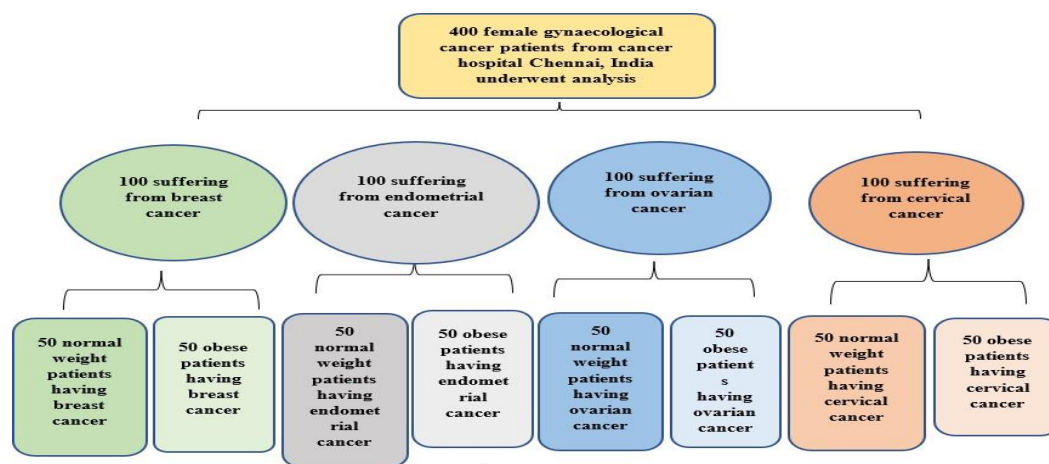 400 female gynaecological
cancer patients from cancer
hospital Chennai, India
underwent analysis
100 suffering
from breast
cancer
100 suffering
from endometrial
cancer
100 suffering
from ovarian
cancer
100 suffering
from cervical
cancer
50 normal
weight
patients
having
breast
cancer
50 obese
patients
having
breast
cancer
50
normal
weight
patients
having
endomet
rial
cancer
50 obese
patients
having
endomet
rial
cancer
50
normal
weight
patients
having
ovarian
cancer
50
obese
patient
s
having
ovarian
cancer
50 normal
weight
patients
having
cervical
cancer
50 obese
patients
having
cervical
cancer